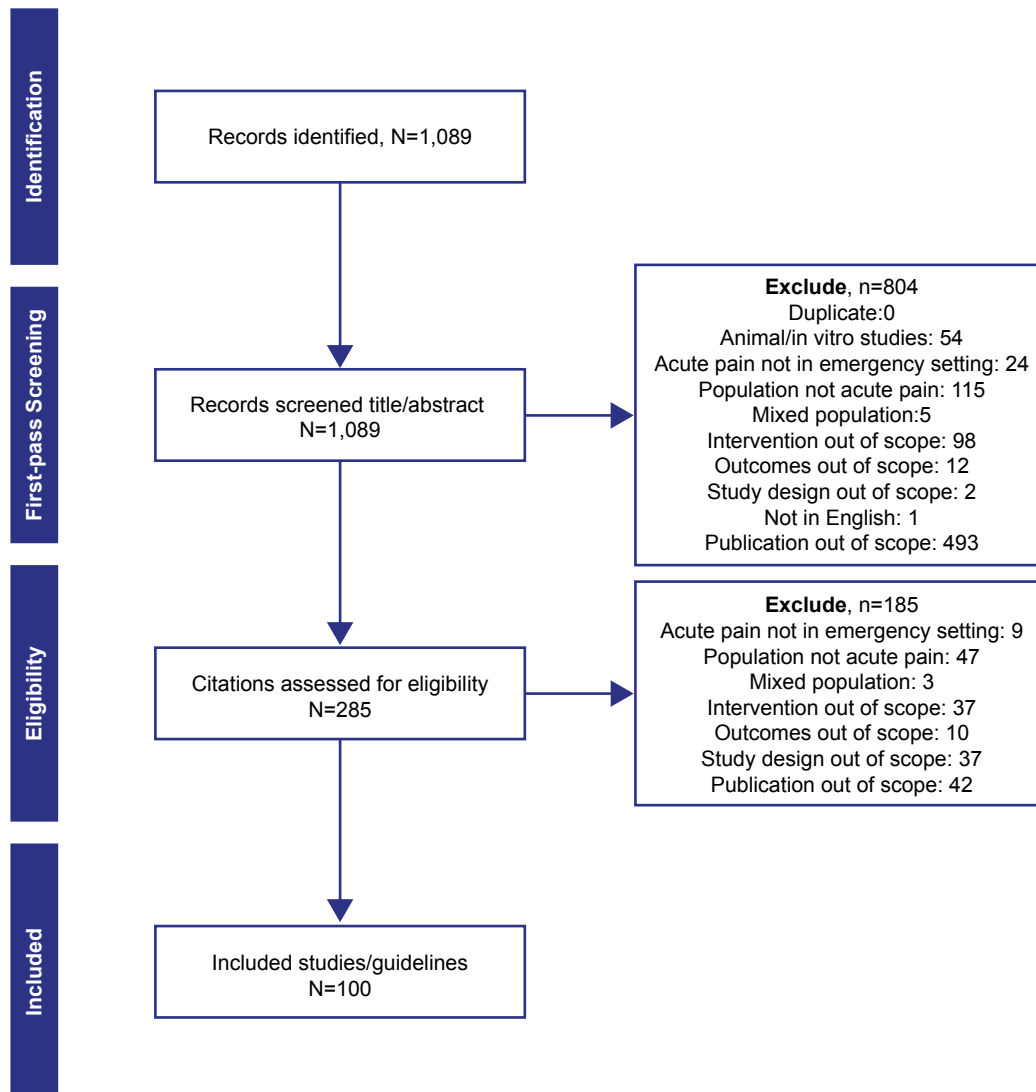 Identification
Records identified, N=1,089
First-pass Screening
Records screened title/abstract
N=1,089
Exclude, n=804
Duplicate:0
Animal/in vitro studies: 54
Acute pain not in emergency setting: 24
Population not acute pain: 115
Mixed population:5
Intervention out of scope: 98
Outcomes out of scope: 12
Study design out of scope: 2
Not in English: 1
Publication out of scope: 493
Eligibility
Citations assessed for eligibility
N=285
Exclude, n=185
Acute pain not in emergency setting: 9
Population not acute pain: 47
Mixed population: 3
Intervention out of scope: 37
Outcomes out of scope: 10
Study design out of scope: 37
Publication out of scope: 42
Included
Included studies/guidelines
N=100